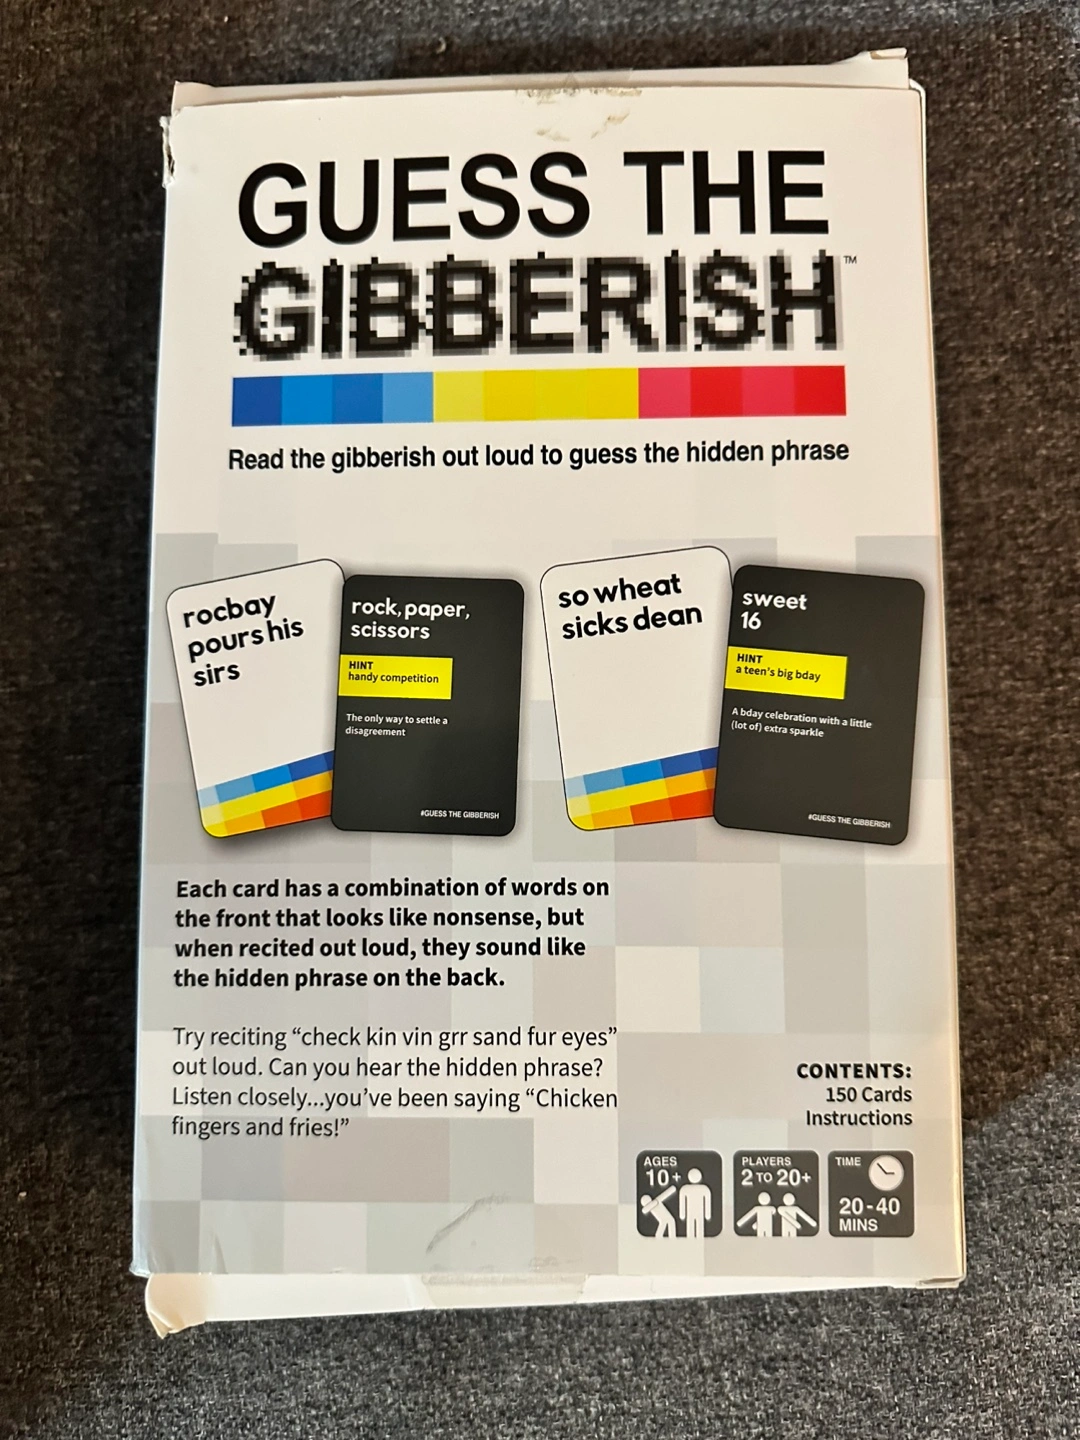 GUESS THE
GIBBERISH™
Read the gibberish out loud to guess the hidden phrase
rocbay
pours his
sirs
rock, paper,
scissors
HINT
handy competition
The only way to settle a
disagreement
#GUESS THE GIBBERISH
so wheat
sicks dean
sweet
16
HINT
a teen's big bday
A bday celebration with a little
(lot of) extra sparkle
#GUESS THE GIBBERISH
Each card has a combination of words on
the front that looks like nonsense, but
when recited out loud, they sound like
the hidden phrase on the back.
Try reciting “check kin vin grr sand fur eyes”
out loud. Can you hear the hidden phrase?
Listen closely...you’ve been saying “Chicken
fingers and fries!”
CONTENTS:
150 Cards
Instructions
AGES
10+
PLAYERS
2 TO 20+
TIME
20-40
MINS